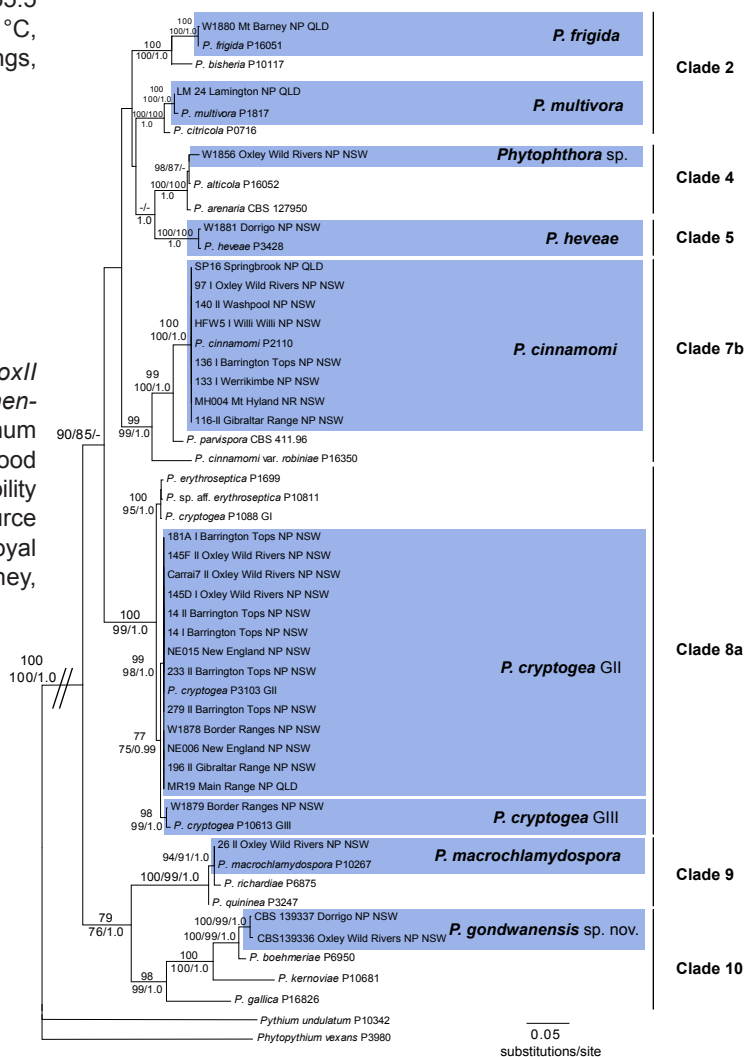 °C,
ngs,
oxII
nen-
num
ood
bility
urce
oyal
ney,
100
100/1.0
W1880 Mt Barney NP QLD
P. frigida P16051
P. frigida
100
100/1.0
P. bisheria P10117
Clade 2
100
100/1.0
LM 24 Lamington NP QLD
P. multivora P1817
P. multivora
100/100
1.0
P. citricola P0716
W1856 Oxley Wild Rivers NP NSW
Phytophthora sp.
98/87/-
100/100
1.0
P. alticola P16052
Clade 4
P. arenaria CBS 127950
-/-
1.0
100/100
1.0
W1881 Dorrigo NP NSW
P. heveae P3428
P. heveae
Clade 5
SP16 Springbrook NP QLD
97 I Oxley Wild Rivers NP NSW
140 II Washpool NP NSW
HFW5 I Willi Willi NP NSW
P. cinnamomi P2110
136 I Barrington Tops NP NSW
133 I Werrikimbe NP NSW
MH004 Mt Hyland NR NSW
116-II Gibraltar Range NP NSW
P. cinnamomi
Clade 7b
100
100/1.0
99
100/1.0
99
99/1.0
P. parvispora CBS 411.96
P. cinnamomi var. robiniae P16350
90/85/-
P. erythroseptica P1699
P. sp. aff. erythroseptica P10811
P. cryptogea P1088 GI
100
95/1.0
181A I Barrington Tops NP NSW
145F II Oxley Wild Rivers NP NSW
Carrai7 II Oxley Wild Rivers NP NSW
145D I Oxley Wild Rivers NP NSW
14 II Barrington Tops NP NSW
14 I Barrington Tops NP NSW
NE015 New England NP NSW
233 II Barrington Tops NP NSW
P. cryptogea P3103 GII
279 II Barrington Tops NP NSW
W1878 Border Ranges NP NSW
NE006 New England NP NSW
196 II Gibraltar Range NP NSW
MR19 Main Range NP QLD
P. cryptogea GII
Clade 8a
100
99/1.0
99
98/1.0
77
75/0.99
98
99/1.0
W1879 Border Ranges NP NSW
P. cryptogea P10613 GIII
P. cryptogea GIII
100
100/1.0
94/91/1.0
26 II Oxley Wild Rivers NP NSW
P. macrochlamydospora P10267
P. macrochlamydospora
100/99/1.0
P. richardiae P6875
P. quininea P3247
Clade 9
79
76/1.0
100/99/1.0
CBS 139337 Dorrigo NP NSW
CBS139336 Oxley Wild Rivers NP NSW
P. gondwanensis sp. nov.
100/99/1.0
P. boehmeriae P6950
100
100/1.0
P. kernoviae P10681
Clade 10
98
99/1.0
P. gallica P16826
Pythium undulatum P10342
Phytopythium vexans P3980
0.05
substitutions/site